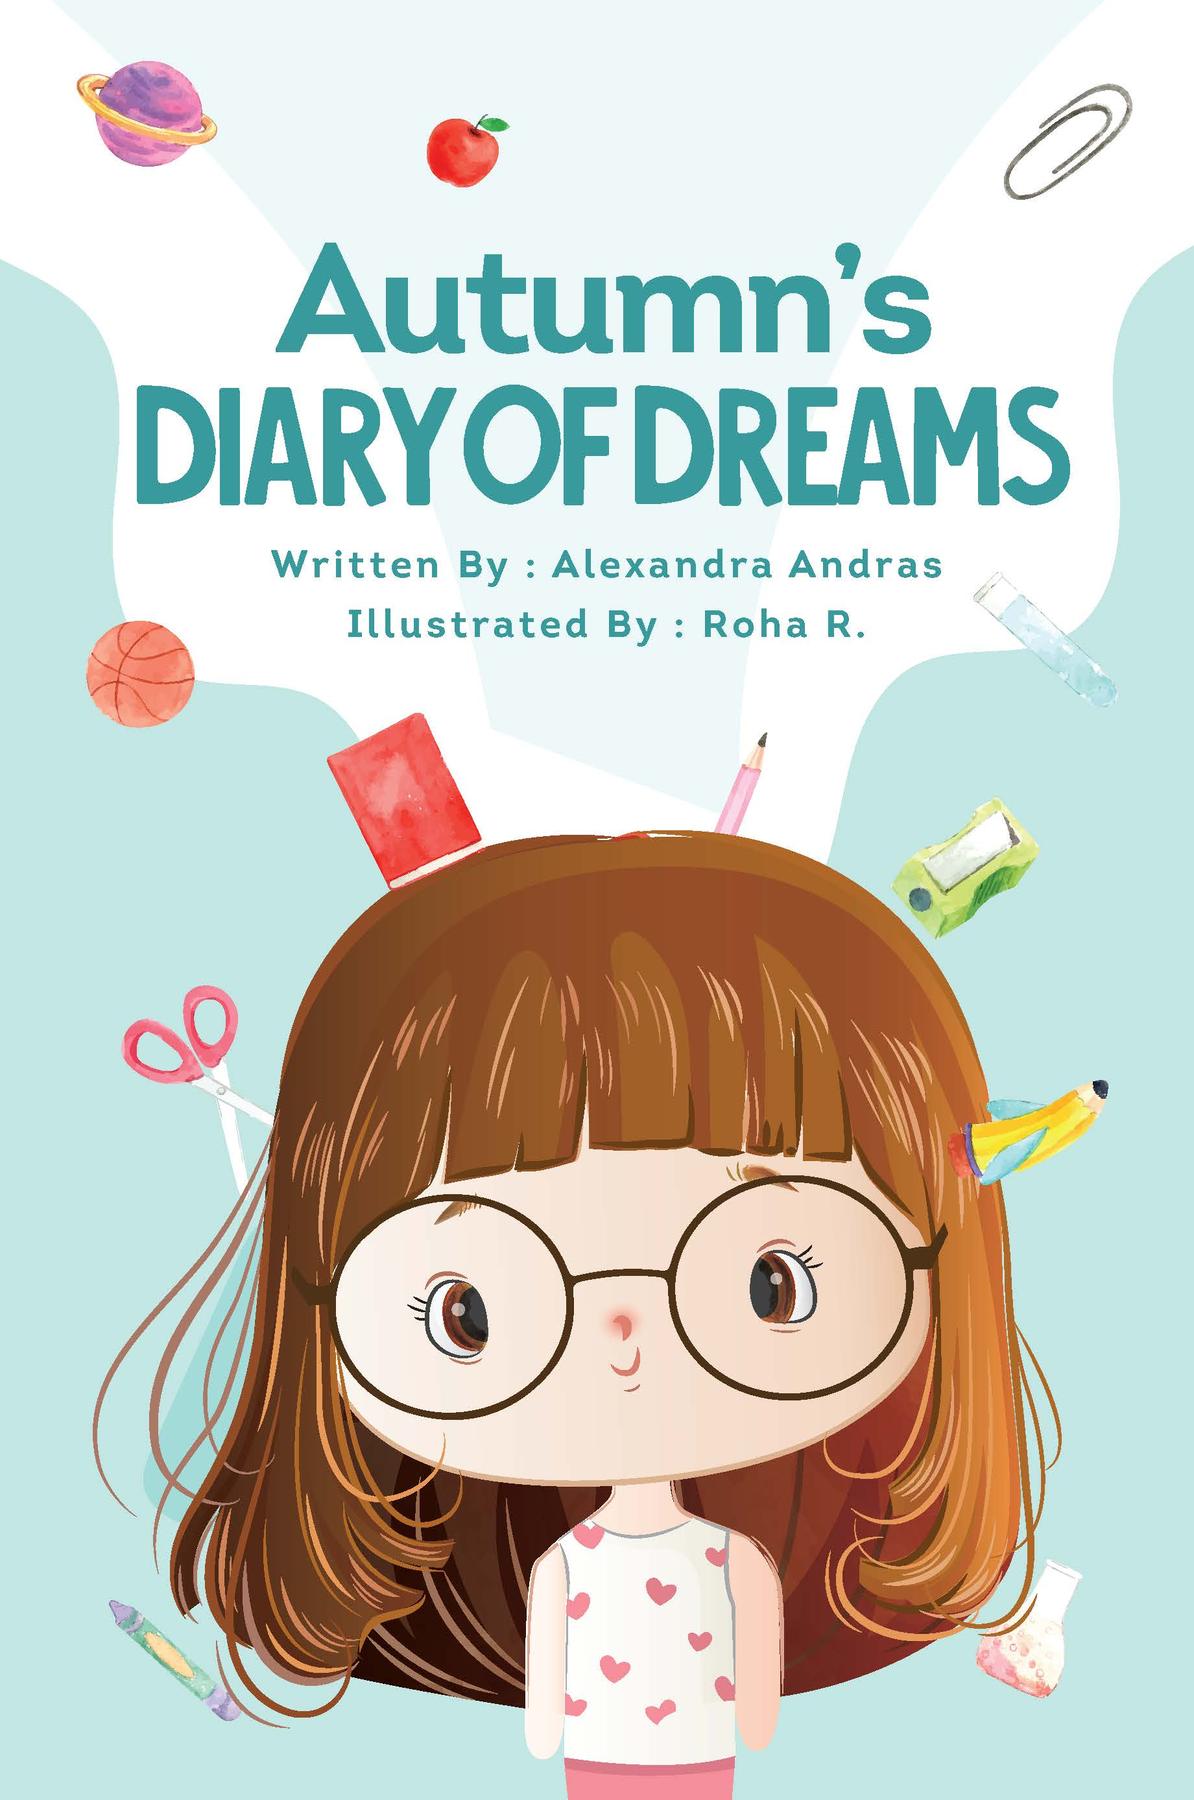 Autumn's
DIARY OF DREAMS
Written By : Alexandra Andras
Illustrated By : Roha R.